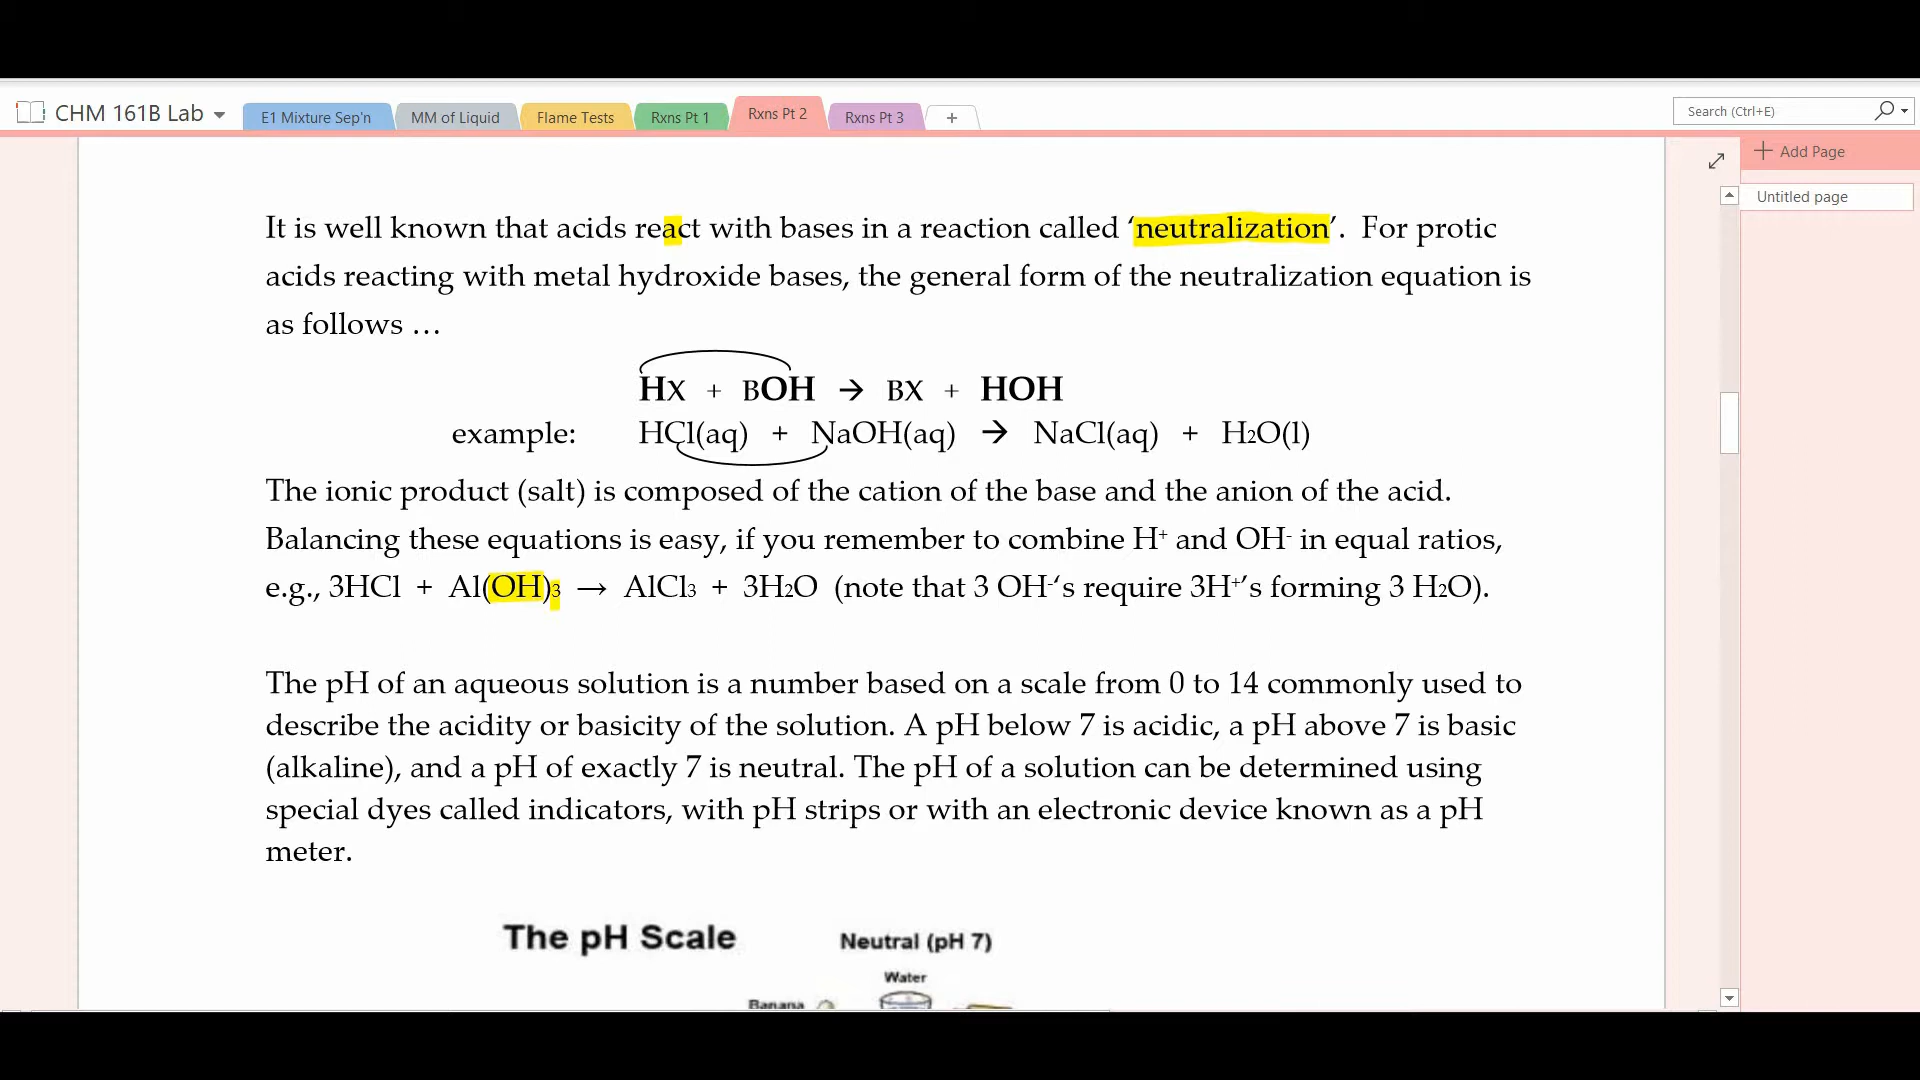 CHM 161B Lab E1 Mixture Sep'n MM of Liquid Flame Tests Rxns Pt 1 Rxns Pt 2 Rxns Pt 3 + Search (Ctrl+E)
Add Page
Untitled page
It is well known that acids react with bases in a reaction called ‘neutralization’. For protic
acids reacting with metal hydroxide bases, the general form of the neutralization equation is
as follows …
HX + BOH → BX + HOH
example: HCl(aq) + NaOH(aq) → NaCl(aq) + H₂O(l)
The ionic product (salt) is composed of the cation of the base and the anion of the acid.
Balancing these equations is easy, if you remember to combine H⁺ and OH⁻ in equal ratios,
e.g., 3HCl + Al(OH)₃ → AlCl₃ + 3H₂O (note that 3 OH⁻‘s require 3H⁺’s forming 3 H₂O).
The pH of an aqueous solution is a number based on a scale from 0 to 14 commonly used to
describe the acidity or basicity of the solution. A pH below 7 is acidic, a pH above 7 is basic
(alkaline), and a pH of exactly 7 is neutral. The pH of a solution can be determined using
special dyes called indicators, with pH strips or with an electronic device known as a pH
meter.
The pH Scale Neutral (pH 7)
Water
Banana